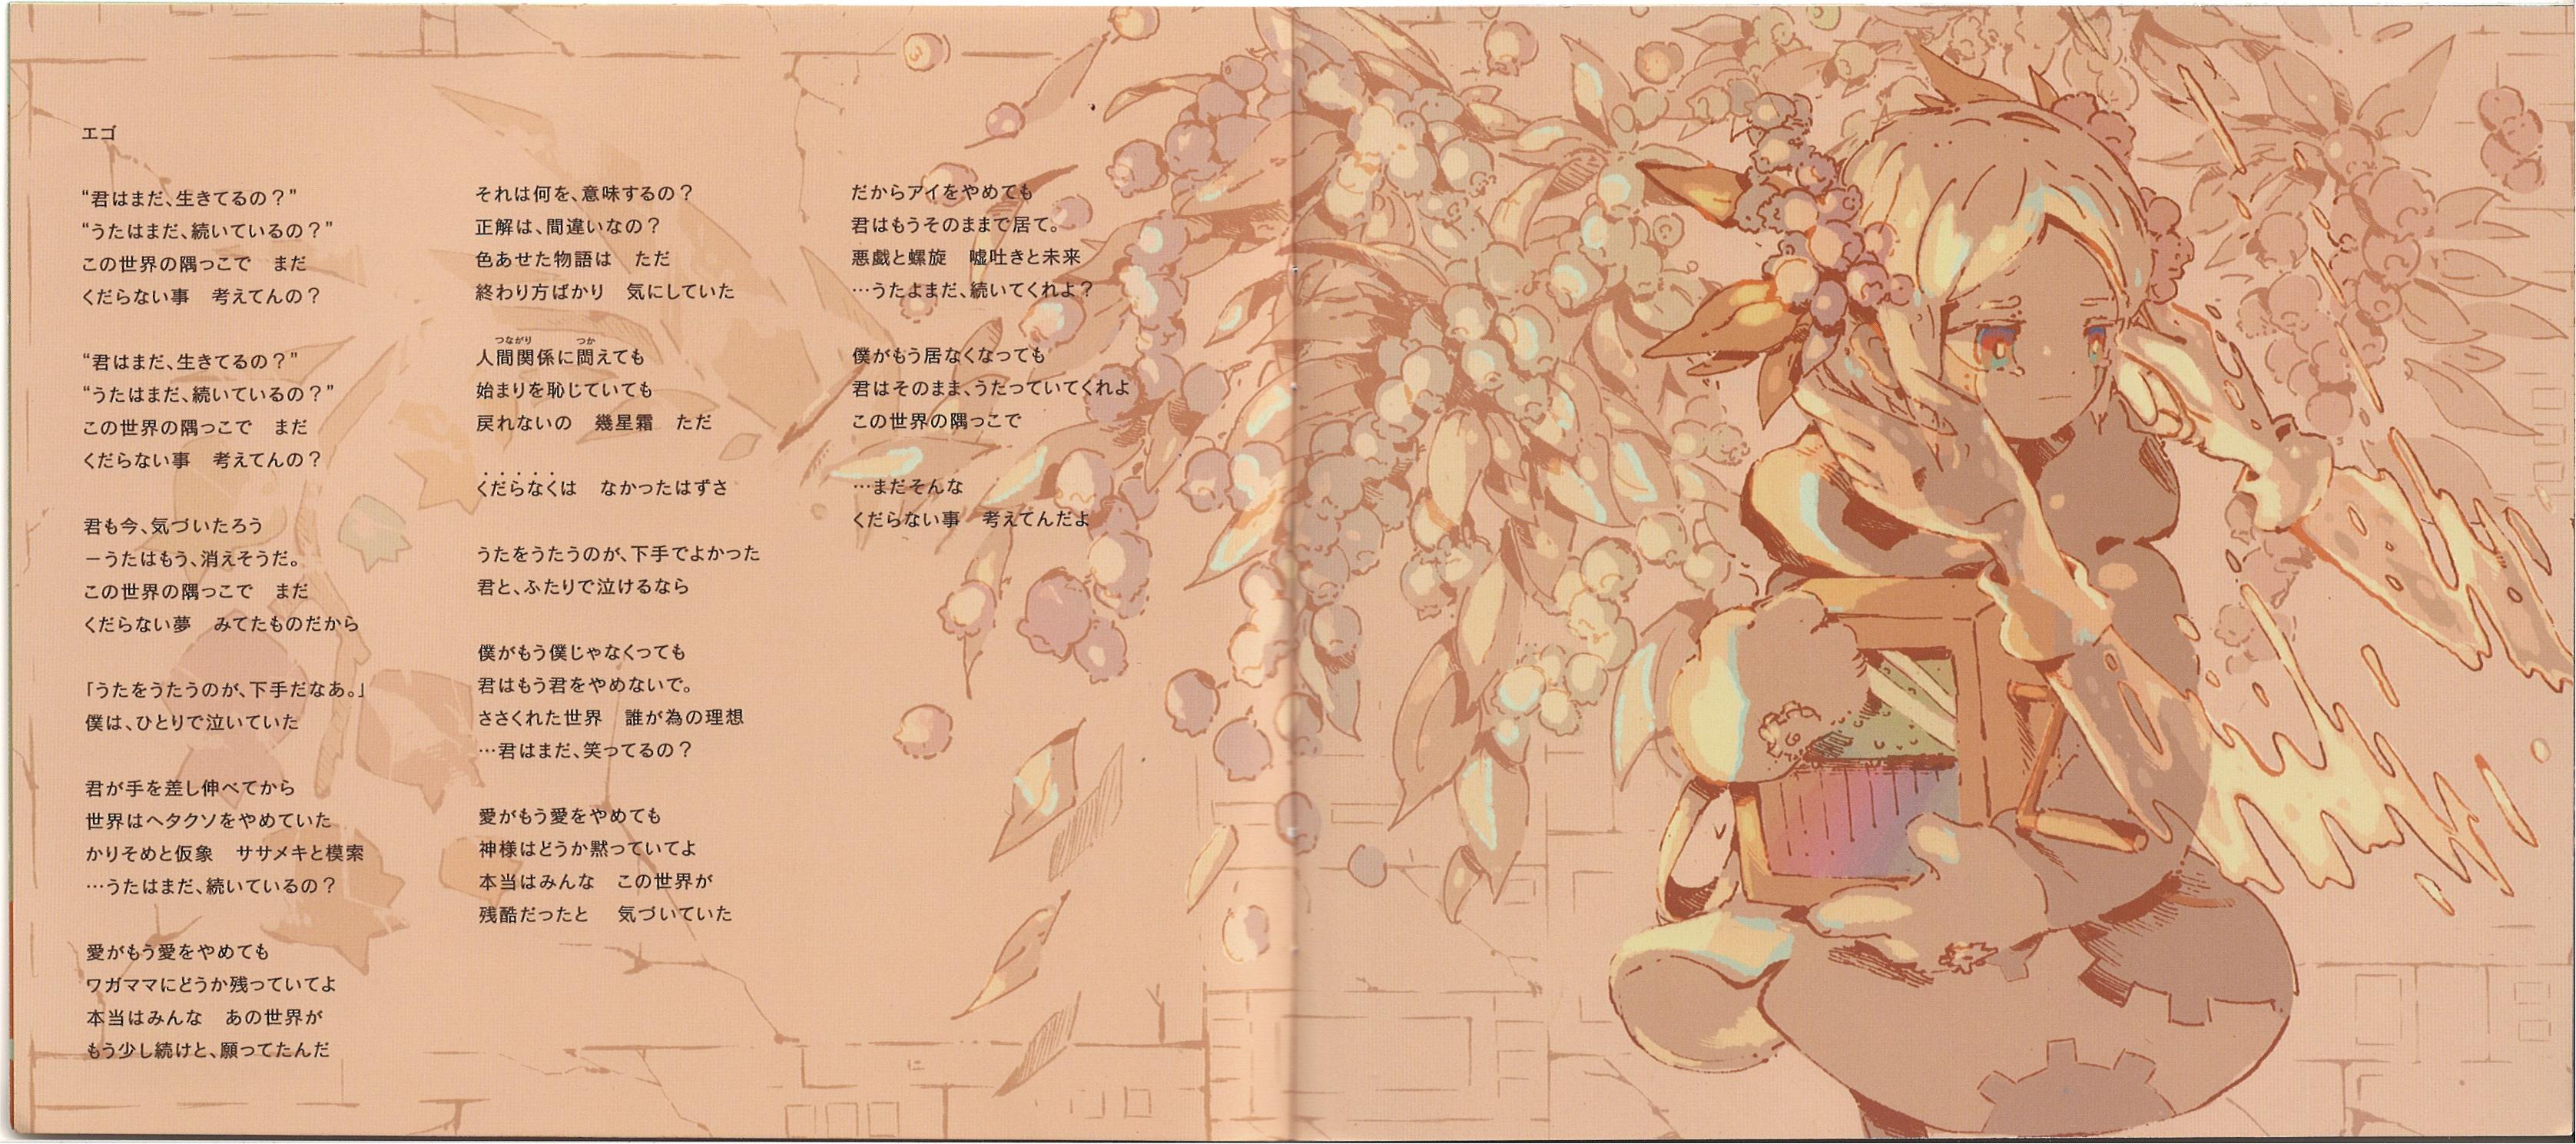 エゴ
“君はまだ、生きてるの？”
“うたはまだ、続いているの？”
この世界の隅っこで　まだ
くだらない事　考えてんの？
“君はまだ、生きてるの？”
“うたはまだ、続いているの？”
この世界の隅っこで　まだ
くだらない事　考えてんの？
君も今、気づいたろう
－うたはもう、消えそうだ。
この世界の隅っこで　まだ
くだらない夢　みてたものだから
「うたをうたうのが、下手だなあ。」
僕は、ひとりで泣いていた
君が手を差し伸べてから
世界はヘタクソをやめていた
かりそめと仮象　ササメキと模索
…うたはまだ、続いているの？
愛がもう愛をやめても
ワガママにどうか残っていてよ
本当はみんな　あの世界が
もう少し続けと、願ってたんだ
それは何を、意味するの？
正解は、間違いなの？
色あせた物語は　ただ
終わり方ばかり　気にしていた
つながり　つか
人間関係に問えても
始まりを恥じていても
戻れないの　幾星霜　ただ
くだらなくは　なかったはずさ
うたをうたうのが、下手でよかった
君と、ふたりで泣けるなら
僕がもう僕じゃなくっても
君はもう君をやめないで。
ささくれた世界　誰が為の理想
…君はまだ、笑ってるの？
愛がもう愛をやめても
神様はどうか黙っていてよ
本当はみんな　この世界が
残酷だったと　気づいていた
だからアイをやめても
君はもうそのままで居て。
悪戯と螺旋　嘘吐きと未来
…うたよまだ、続いてくれよ？
僕がもう居なくなっても
君はそのまま、うたっていてくれよ
この世界の隅っこで
…まだそんな
くだらない事　考えてんだよ